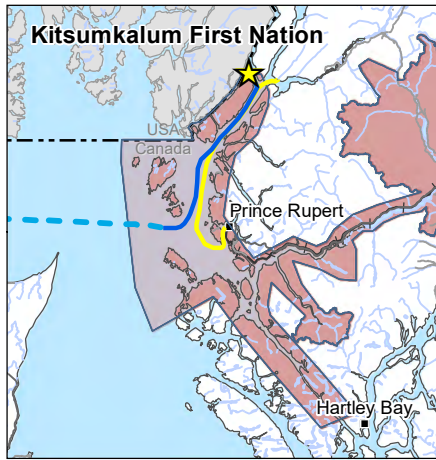 Kitsumkalum First Nation
USA
Canada
Prince Rupert
Hartley Bay